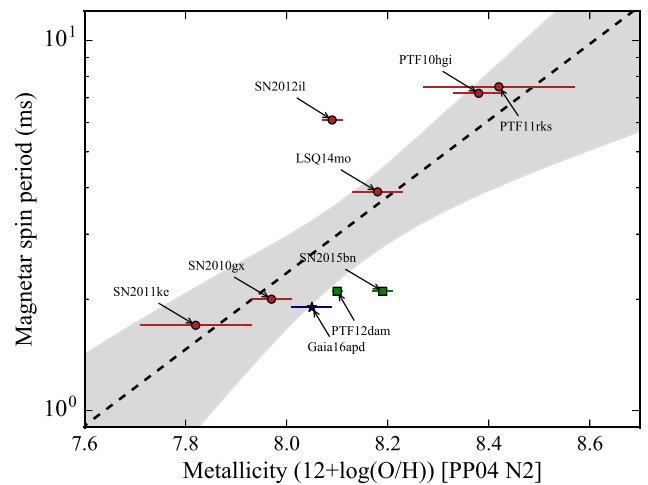 10¹
PTF10hgi
SN2012il
PTF11rks
LSQ14mo
SN2015bn
SN2010gx
SN2011ke
PTF12dam
Gaia16apd
10⁰
Magnetar spin period (ms)
7.6 7.8 8.0 8.2 8.4 8.6
Metallicity (12+log(O/H)) [PP04 N2]